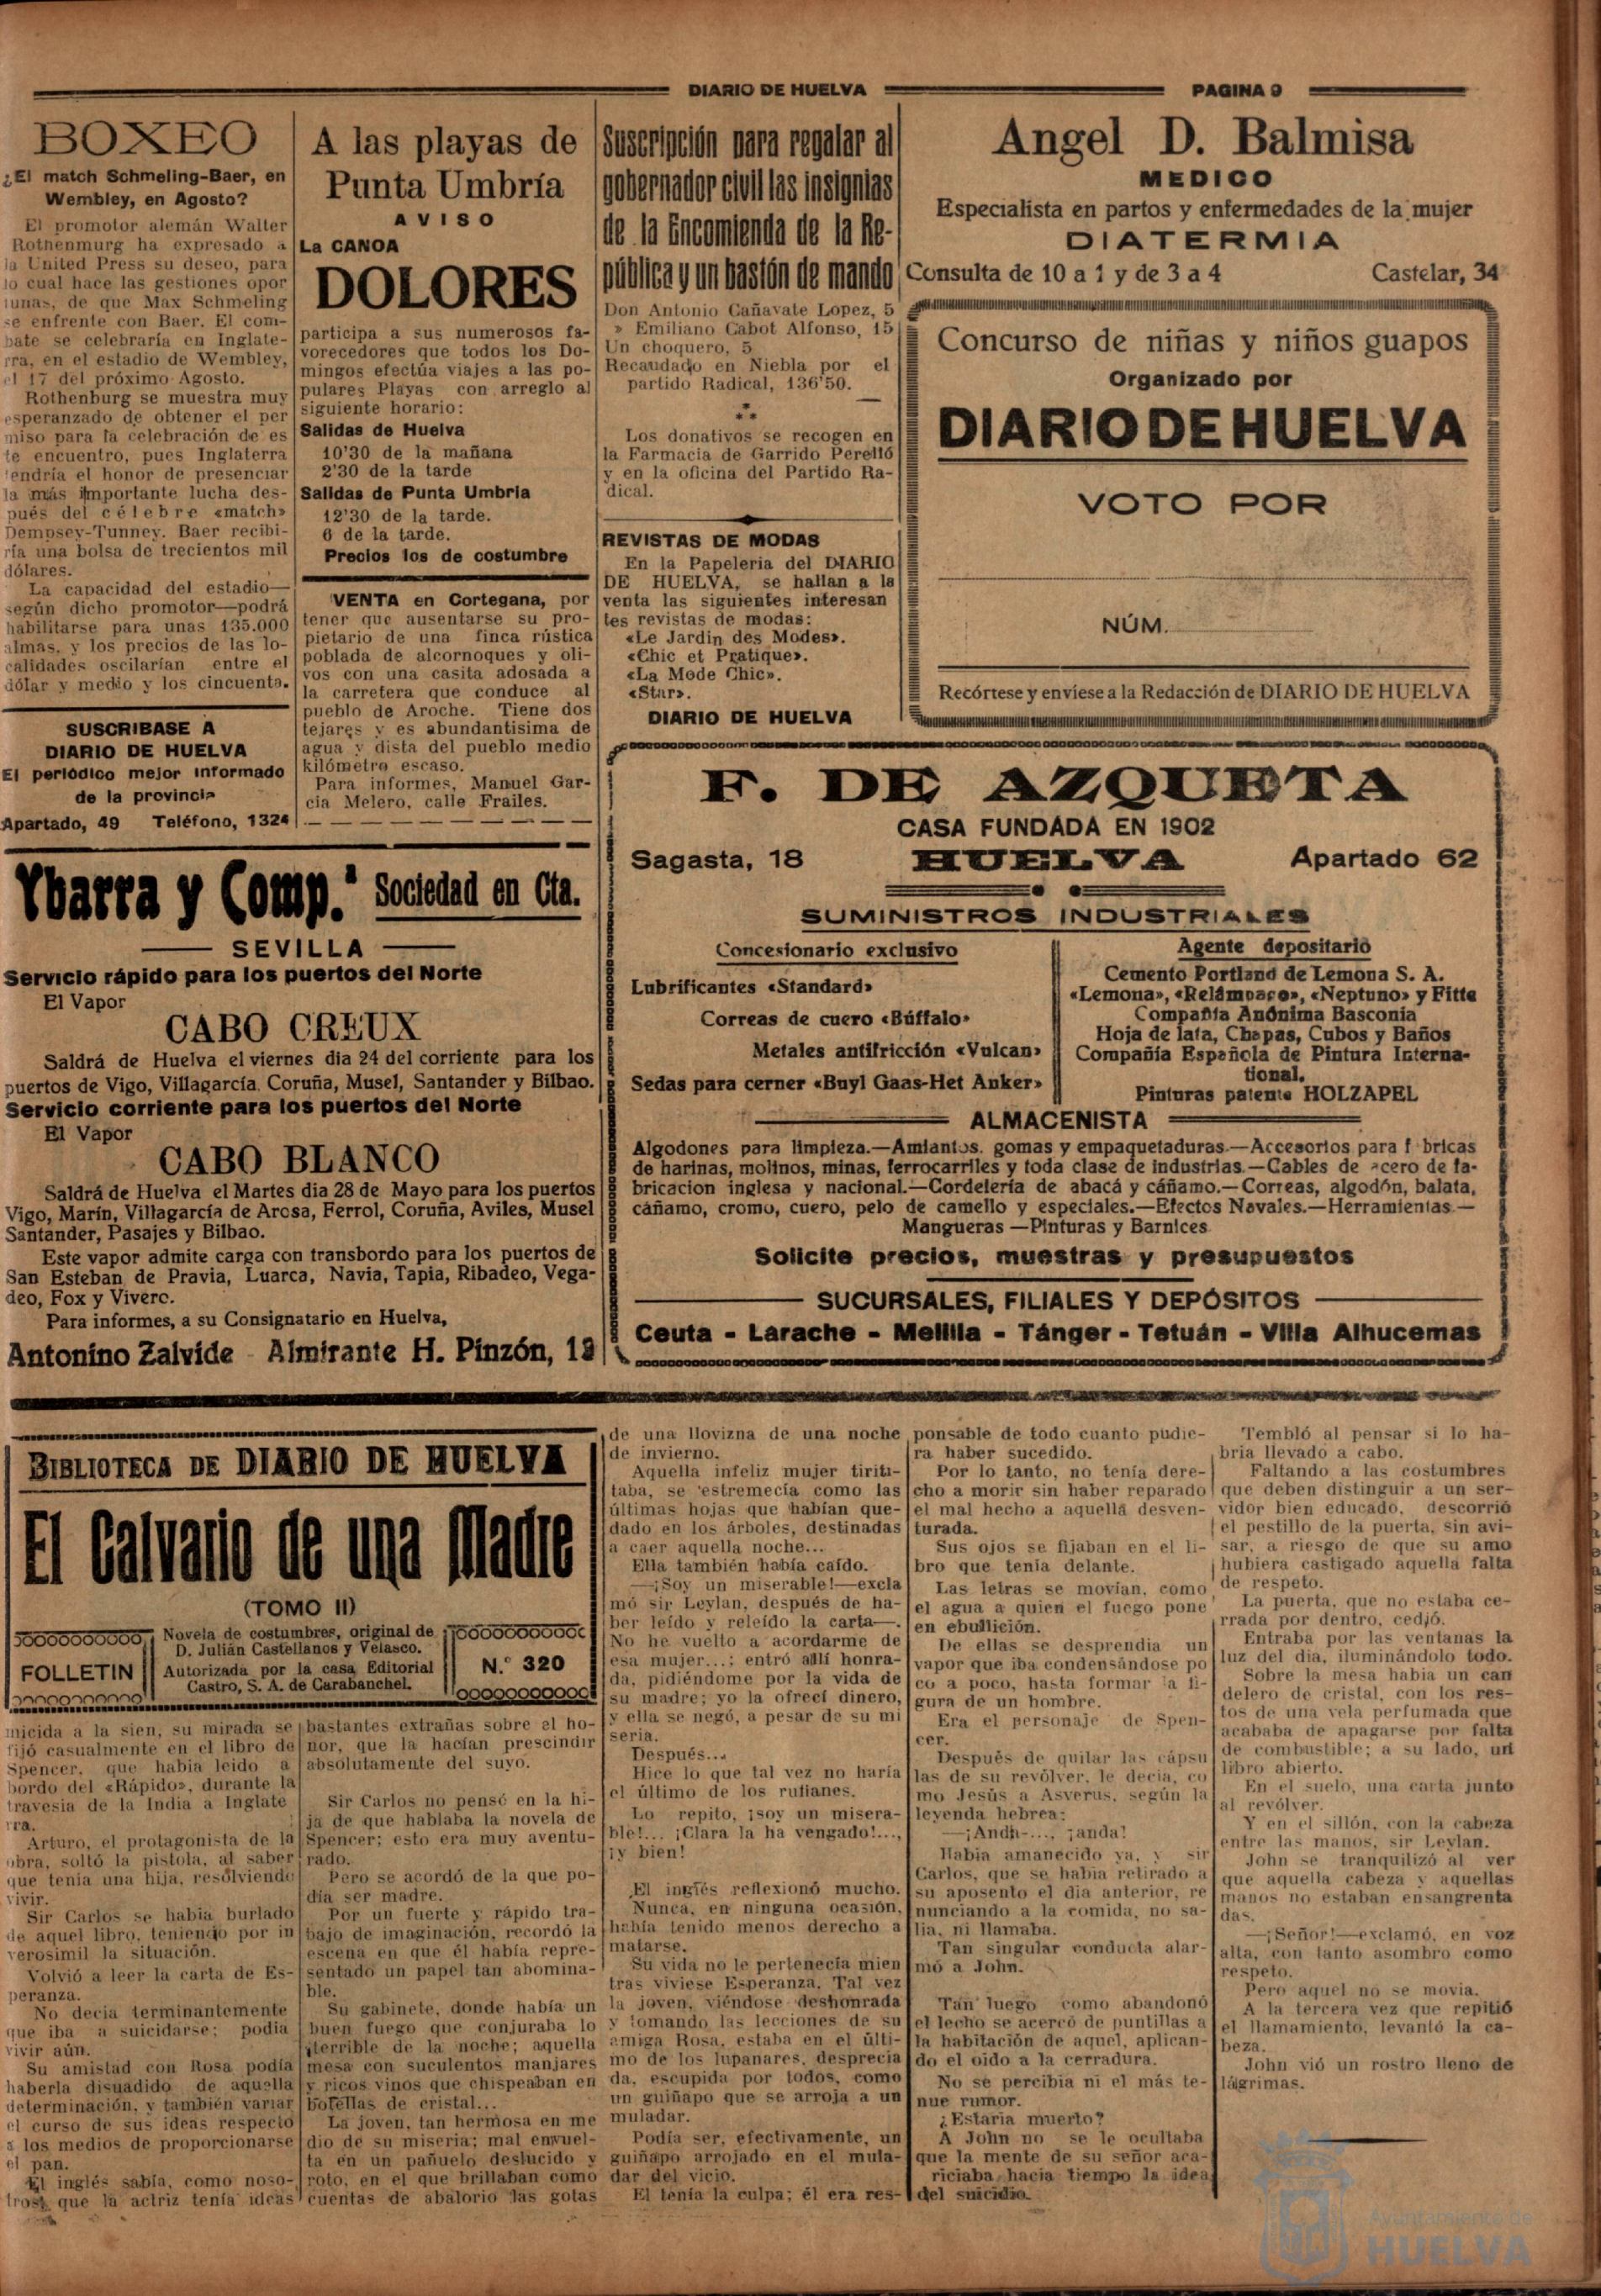 DIARIO DE HUELVA
PAGINA 9
BOXEO
¿El match Schmeling-Baer, en
Wembley, en Agosto?
El promotor alemán Walter
Rothenmurg ha expresado a
la United Press su deseo, para
lo cual hace las gestiones opor
tunas, de que Max Schmeling
se enfrente con Baer. El com-
bate se celebraría en Inglate-
rra, en el estadio de Wembley,
el 17 del próximo Agosto.
Rothenburg se muestra muy
esperanzado de obtener el per
miso para la celebración de es
te encuentro, pues Inglaterra
tendría el honor de presenciar
la más importante lucha des-
pués del célebre «match»
Dempsey-Tunney. Baer recibi-
ría una bolsa de trecientos mil
dólares.
La capacidad del estadio—
según dicho promotor—podrá
habilitarse para unas 135.000
almas, y los precios de las lo-
calidades oscilarían entre el
dólar y medio y los cincuenta.
SUSCRIBASE A
DIARIO DE HUELVA
El periódico mejor informado
de la provincia
Apartado, 49 Teléfono, 1324
A las playas de
Punta Umbría
AVISO
La CANOA
DOLORES
participa a sus numerosos fa-
vorecedores que todos los Do-
mingos efectúa viajes a las po-
pulares Playas con arreglo al
siguiente horario:
Salidas de Huelva
10'30 de la mañana
2'30 de la tarde
Salidas de Punta Umbría
12'30 de la tarde.
6 de la tarde.
Precios los de costumbre
VENTA en Cortegana, por
tener que ausentarse su pro-
pietario de una finca rústica
poblada de alcornoques y oli-
vos con una casita adosada a
la carretera que conduce al
pueblo de Aroche. Tiene dos
tejares y es abundantisima de
agua y dista del pueblo medio
kilómetro escaso.
Para informes, Manuel Gar-
cia Melero, calle Frailes.
Suscripción para regalar al
gobernador civil las insignias
de la Encomienda de la Re-
pública y un bastón de mando
Don Antonio Cañavate Lopez, 5
» Emiliano Cabot Alfonso, 15
Un choquero, 5
Recaudado en Niebla por el
partido Radical, 136'50.
Los donativos se recogen en
la Farmacia de Garrido Perelló
y en la oficina del Partido Ra-
dical.
REVISTAS DE MODAS
En la Papeleria del DIARIO
DE HUELVA, se hallan a la
venta las siguientes interesan
tes revistas de modas:
«Le Jardin des Modes».
«Chic et Pratique».
«La Mode Chic».
«Star».
DIARIO DE HUELVA
Angel D. Balmisa
MEDICO
Especialista en partos y enfermedades de la mujer
DIATERMIA
Consulta de 10 a 1 y de 3 a 4 Castelar, 34
Concurso de niñas y niños guapos
Organizado por
DIARIO DE HUELVA
VOTO POR
NÚM.
Recórtese y envíese a la Redacción de DIARIO DE HUELVA
Ybarra y Comp.ª Sociedad en Cta.
SEVILLA
Servicio rápido para los puertos del Norte
El Vapor
CABO CREUX
Saldrá de Huelva el viernes dia 24 del corriente para los
puertos de Vigo, Villagarcía, Coruña, Musel, Santander y Bilbao.
Servicio corriente para los puertos del Norte
El Vapor
CABO BLANCO
Saldrá de Huelva el Martes dia 28 de Mayo para los puertos
Vigo, Marín, Villagarcía de Arosa, Ferrol, Coruña, Aviles, Musel
Santander, Pasajes y Bilbao.
Este vapor admite carga con transbordo para los puertos de
San Esteban de Pravia, Luarca, Navia, Tapia, Ribadeo, Vega-
deo, Fox y Vivero.
Para informes, a su Consignatario en Huelva,
Antonino Zalvide - Almirante H. Pinzón, 12
F. DE AZQUETA
CASA FUNDADA EN 1902
Sagasta, 18 HUELVA Apartado 62
SUMINISTROS INDUSTRIALES
Concesionario exclusivo
Lubrificantes «Standard»
Correas de cuero «Búffalo»
Metales antifricción «Vulcan»
Sedas para cerner «Buyl Gaas-Het Anker»
Agente depositario
Cemento Portland de Lemona S. A.
«Lemona», «Relámpago», «Neptuno» y Fitte
Compañía Anónima Basconia
Hoja de lata, Chapas, Cubos y Baños
Compañía Española de Pintura Interna-
tional.
Pinturas patente HOLZAPEL
ALMACENISTA
Algodones para limpieza.—Amiantos, gomas y empaquetaduras.—Accesorios para f bricas
de harinas, molinos, minas, ferrocarriles y toda clase de industrias.—Cables de acero de fa-
bricacion inglesa y nacional.—Cordelería de abacá y cáñamo.—Correas, algodón, balata,
cáñamo, cromo, cuero, pelo de camello y especiales.—Efectos Navales.—Herramientas.—
Mangueras —Pinturas y Barnices
Solicite precios, muestras y presupuestos
SUCURSALES, FILIALES Y DEPÓSITOS
Ceuta - Larache - Melilla - Tánger - Tetuán - Villa Alhucemas
BIBLIOTECA DE DIARIO DE HUELVA
El Calvario de una Madre
(TOMO II)
FOLLETIN
Novela de costumbres, original de
D. Julián Castellanos y Velasco.
Autorizada por la casa Editorial
Castro, S. A. de Carabanchel.
N.º 320
micida a la sien, su mirada se
fijó casualmente en el libro de
Spencer, que habia leido a
bordo del «Rápido», durante la
travesia de la India a Inglate
rra.
Arturo, el protagonista de la
obra, soltó la pistola, al saber
que tenia una hija, resolviendo
vivir.
Sir Carlos se habia burlado
de aquel libro, teniendo por in
verosimil la situación.
Volvió a leer la carta de Es-
peranza.
No decia terminantemente
que iba a suicidarse; podia
vivir aún.
Su amistad con Rosa podía
haberla disuadido de aquella
determinación, y también variar
el curso de sus ideas respecto
a los medios de proporcionarse
el pan.
El inglés sabía, como noso-
tros, que la actriz tenía ideas
bastantes extrañas sobre el ho-
nor, que la hacían prescindir
absolutamente del suyo.
Sir Carlos no pensó en la hi-
ja de que hablaba la novela de
Spencer; esto era muy aventu-
rado.
Pero se acordó de la que po-
día ser madre.
Por un fuerte y rápido tra-
bajo de imaginación, recordó la
escena en que él había repre-
sentado un papel tan abomina-
ble.
Su gabinete, donde había un
buen fuego que conjuraba lo
terrible de la noche; aquella
mesa con suculentos manjares
y ricos vinos que chispeaban en
botellas de cristal...
La joven, tan hermosa en me
dio de su miseria; mal envuel-
ta en un pañuelo deslucido y
roto, en el que brillaban como
cuentas de abalorio las gotas
de una llovizna de una noche
de invierno.
Aquella infeliz mujer tiriti-
taba, se estremecía como las
últimas hojas que habían que-
dado en los árboles, destinadas
a caer aquella noche...
Ella también había caído.
—¡Soy un miserable!—excla
mó sir Leylan, después de ha-
ber leído y releído la carta—.
No he vuelto a acordarme de
esa mujer...; entró allí honra-
da, pidiéndome por la vida de
su madre; yo la ofrecí dinero,
y ella se negó, a pesar de su mi
seria.
Después...
Hice lo que tal vez no haría
el último de los rufianes.
Lo repito, ¡soy un misera-
ble!... ¡Clara la ha vengado!...,
¡y bien!
El inglés reflexionó mucho.
Nunca, en ninguna ocasión,
había tenido menos derecho a
matarse.
Su vida no le pertenecía mien
tras viviese Esperanza. Tal vez
la joven, viéndose deshonrada
y tomando las lecciones de su
amiga Rosa, estaba en el últi-
mo de los lupanares, desprecia
da, escupida por todos, como
un guiñapo que se arroja a un
muladar.
Podía ser, efectivamente, un
guiñapo arrojado en el mula-
dar del vicio.
El tenía la culpa; él era res-
ponsable de todo cuanto pudie-
ra haber sucedido.
Por lo tanto, no tenía dere-
cho a morir sin haber reparado
el mal hecho a aquella desven-
turada.
Sus ojos se fijaban en el li-
bro que tenía delante.
Las letras se movían, como
el agua a quien el fuego pone
en ebullición.
De ellas se desprendia un
vapor que iba condensándose po
co a poco, hasta formar la fi-
gura de un hombre.
Era el personaje de Spen-
cer.
Después de quitar las cápsu
las de su revólver, le decia, co
mo Jesús a Asverus, según la
leyenda hebrea:
—¡Anda..., ¡anda!
Habia amanecido ya, y sir
Carlos, que se habia retirado a
su aposento el dia anterior, re
nunciando a la comida, no sa-
lia, ni llamaba.
Tan singular conducta alar-
mó a John.
Tan luego como abandonó
el lecho se acercó de puntillas a
la habitación de aquel, aplican-
do el oido a la cerradura.
No se percibia ni el más te-
nue rumor.
¿Estaria muerto?
A John no se le ocultaba
que la mente de su señor aca-
riciaba hacia tiempo la idea
del suicidio.
Tembló al pensar si lo ha-
bria llevado a cabo.
Faltando a las costumbres
que deben distinguir a un ser-
vidor bien educado, descorrió
el pestillo de la puerta, sin avi-
sar, a riesgo de que su amo
hubiera castigado aquella falta
de respeto.
La puerta, que no estaba ce-
rrada por dentro, cedió.
Entraba por las ventanas la
luz del dia, iluminándolo todo.
Sobre la mesa habia un can
delero de cristal, con los res-
tos de una vela perfumada que
acababa de apagarse por falta
de combustible; a su lado, un
libro abierto.
En el suelo, una carta junto
al revólver.
Y en el sillón, con la cabeza
entre las manos, sir Leylan.
John se tranquilizó al ver
que aquella cabeza y aquellas
manos no estaban ensangrenta
das.
—¡Señor!—exclamó, en voz
alta, con tanto asombro como
respeto.
Pero aquel no se movia.
A la tercera vez que repitió
el llamamiento, levantó la ca-
beza.
John vió un rostro lleno de
lágrimas.
Ayuntamiento de
HUELVA